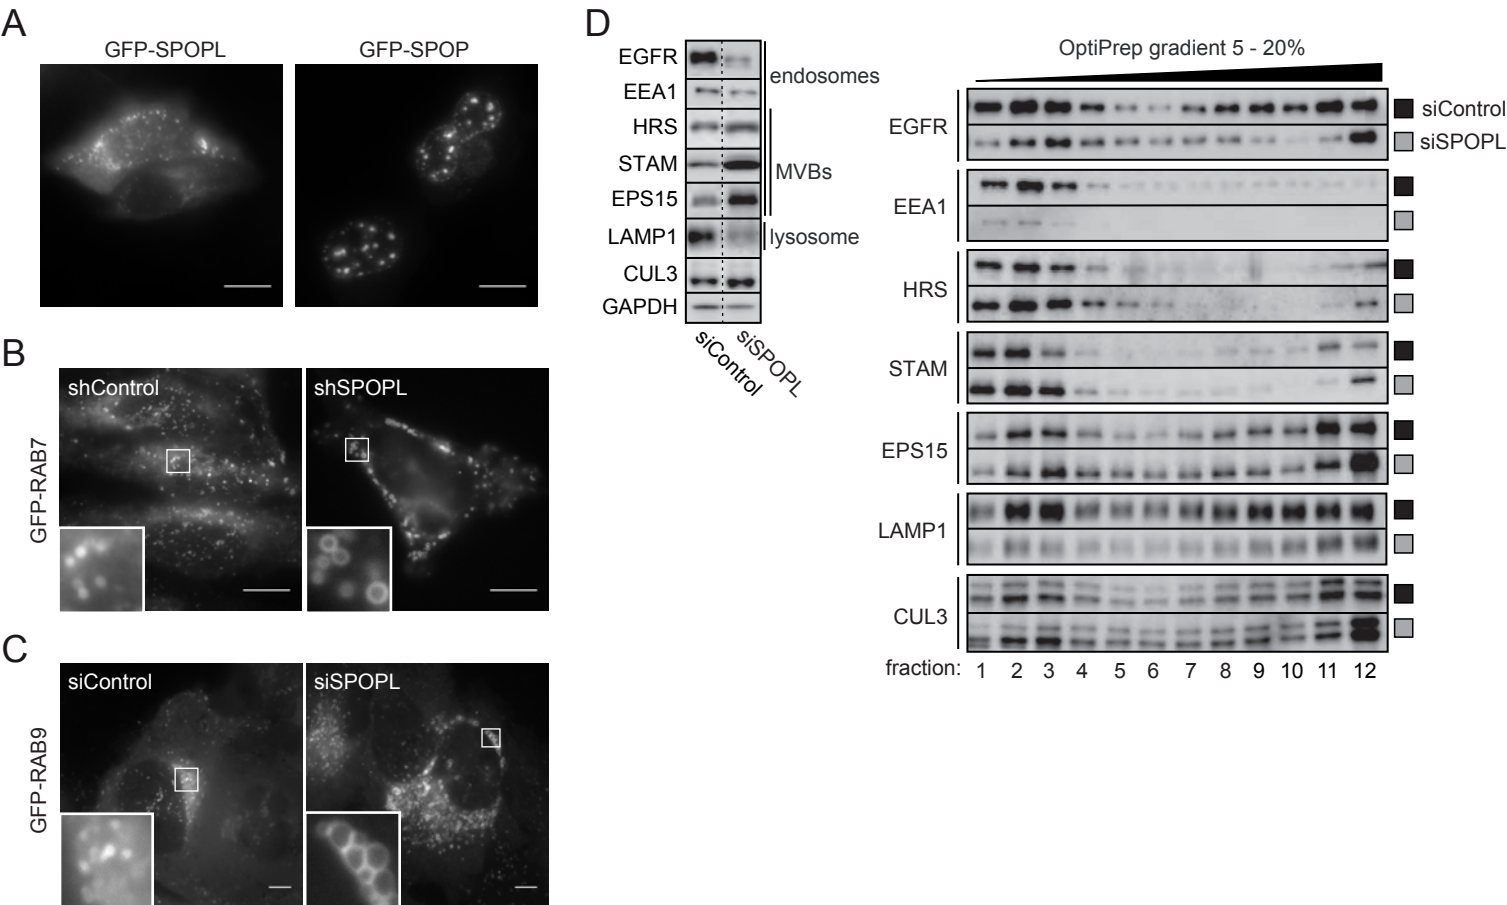 A
GFP-SPOPL
GFP-SPOP
B
GFP-RAB7
shControl
shSPOPL
C
GFP-RAB9
siControl
siSPOPL
D
EGFR
EEA1
HRS
STAM
EPS15
LAMP1
CUL3
GAPDH
endosomes
MVBs
lysosome
siControl
siSPOPL
OptiPrep gradient 5 - 20%
EGFR
siControl
siSPOPL
EEA1
HRS
STAM
EPS15
LAMP1
CUL3
fraction: 1 2 3 4 5 6 7 8 9 10 11 12